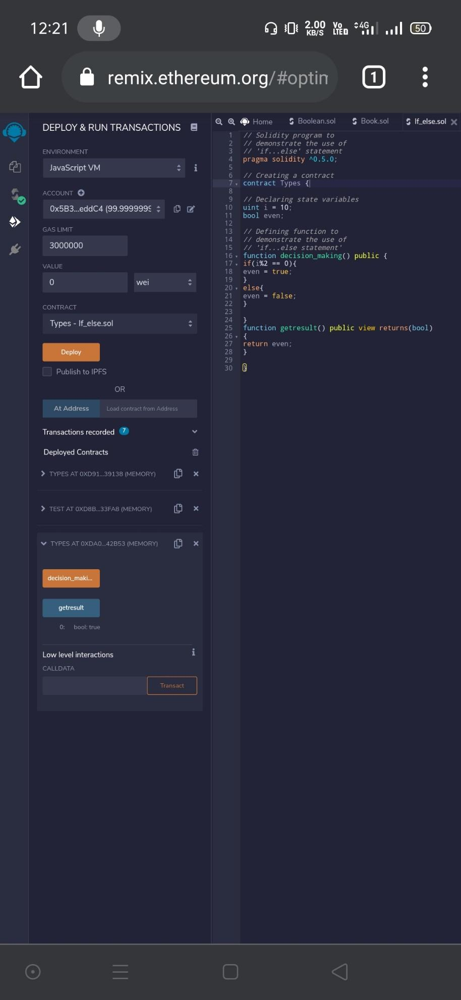 12:21
2.00 KB/S
Vo LTE
4G
50
remix.ethereum.org/#optim
1
DEPLOY & RUN TRANSACTIONS
ENVIRONMENT
JavaScript VM
i
ACCOUNT
0x5B3...eddC4 (99.9999999
GAS LIMIT
3000000
VALUE
0
wei
CONTRACT
Types - If_else.sol
Deploy
Publish to IPFS
OR
At Address
Load contract from Address
Transactions recorded 7
Deployed Contracts
TYPES AT 0XD91...39138 (MEMORY)
TEST AT 0XD8B...33FA8 (MEMORY)
TYPES AT 0XDA0...42B53 (MEMORY)
decision_maki...
getresult
0: bool: true
Low level interactions
i
CALLDATA
Transact
Home
Boolean.sol
Book.sol
If_else.sol
1 // Solidity program to
2 // demonstrate the use of
3 // 'if...else' statement
4 pragma solidity ^0.5.0;
5
6 // Creating a contract
7 contract Types {
8
9 // Declaring state variables
10 uint i = 10;
11 bool even;
12
13 // Defining function to
14 // demonstrate the use of
15 // 'if...else statement'
16 function decision_making() public {
17 if(i%2 == 0){
18 even = true;
19 }
20 else{
21 even = false;
22 }
23
24 }
25 function getresult() public view returns(bool)
26 {
27 return even;
28 }
29
30 }